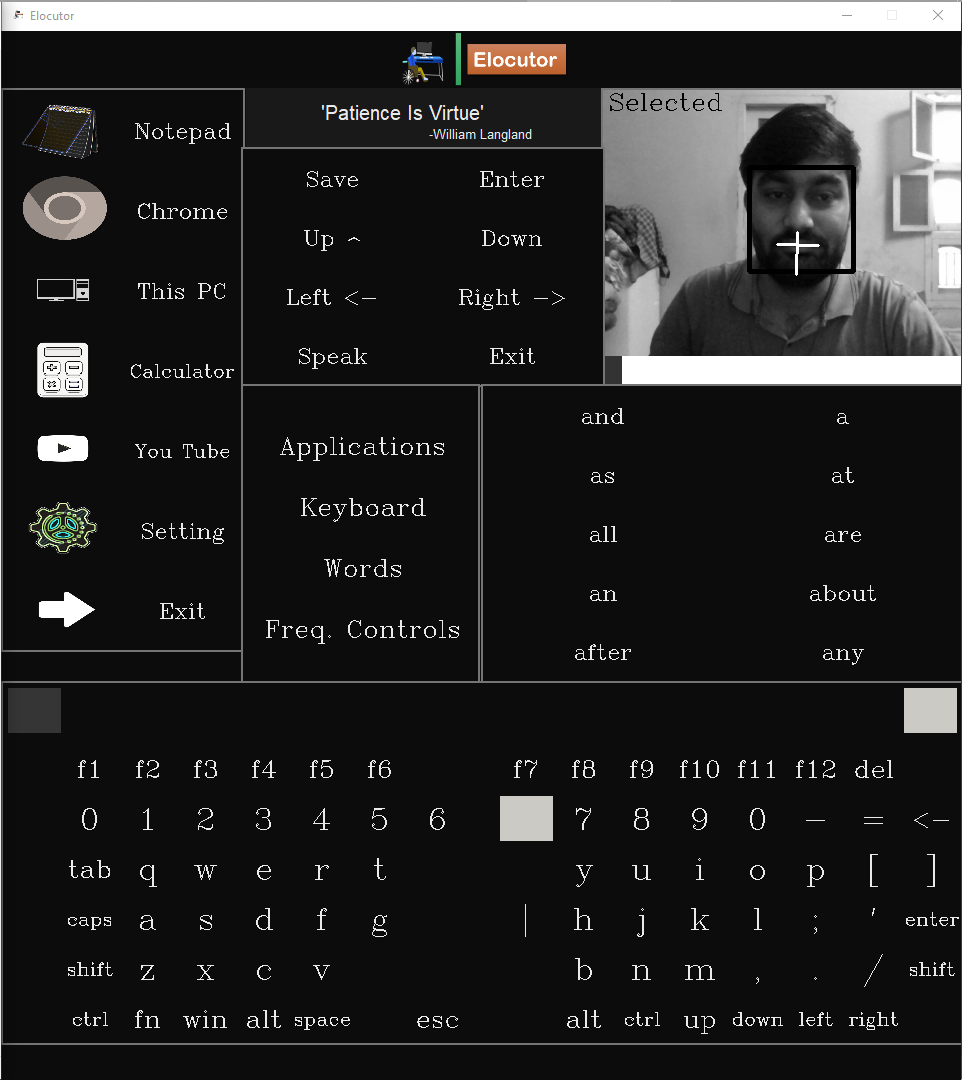 Elocutor
Elocutor
Notepad
Chrome
This PC
Calculator
You Tube
Setting
Exit
'Patience Is Virtue'
-William Langland
Save Enter
Up ^ Down
Left <- Right ->
Speak Exit
Selected
Applications
Keyboard
Words
Freq. Controls
and a
as at
all are
an about
after any
f1 f2 f3 f4 f5 f6 f7 f8 f9 f10 f11 f12 del
0 1 2 3 4 5 6 7 8 9 0 - = <-
tab q w e r t y u i o p [ ]
caps a s d f g | h j k l ; ' enter
shift z x c v b n m , . / shift
ctrl fn win alt space esc alt ctrl up down left right